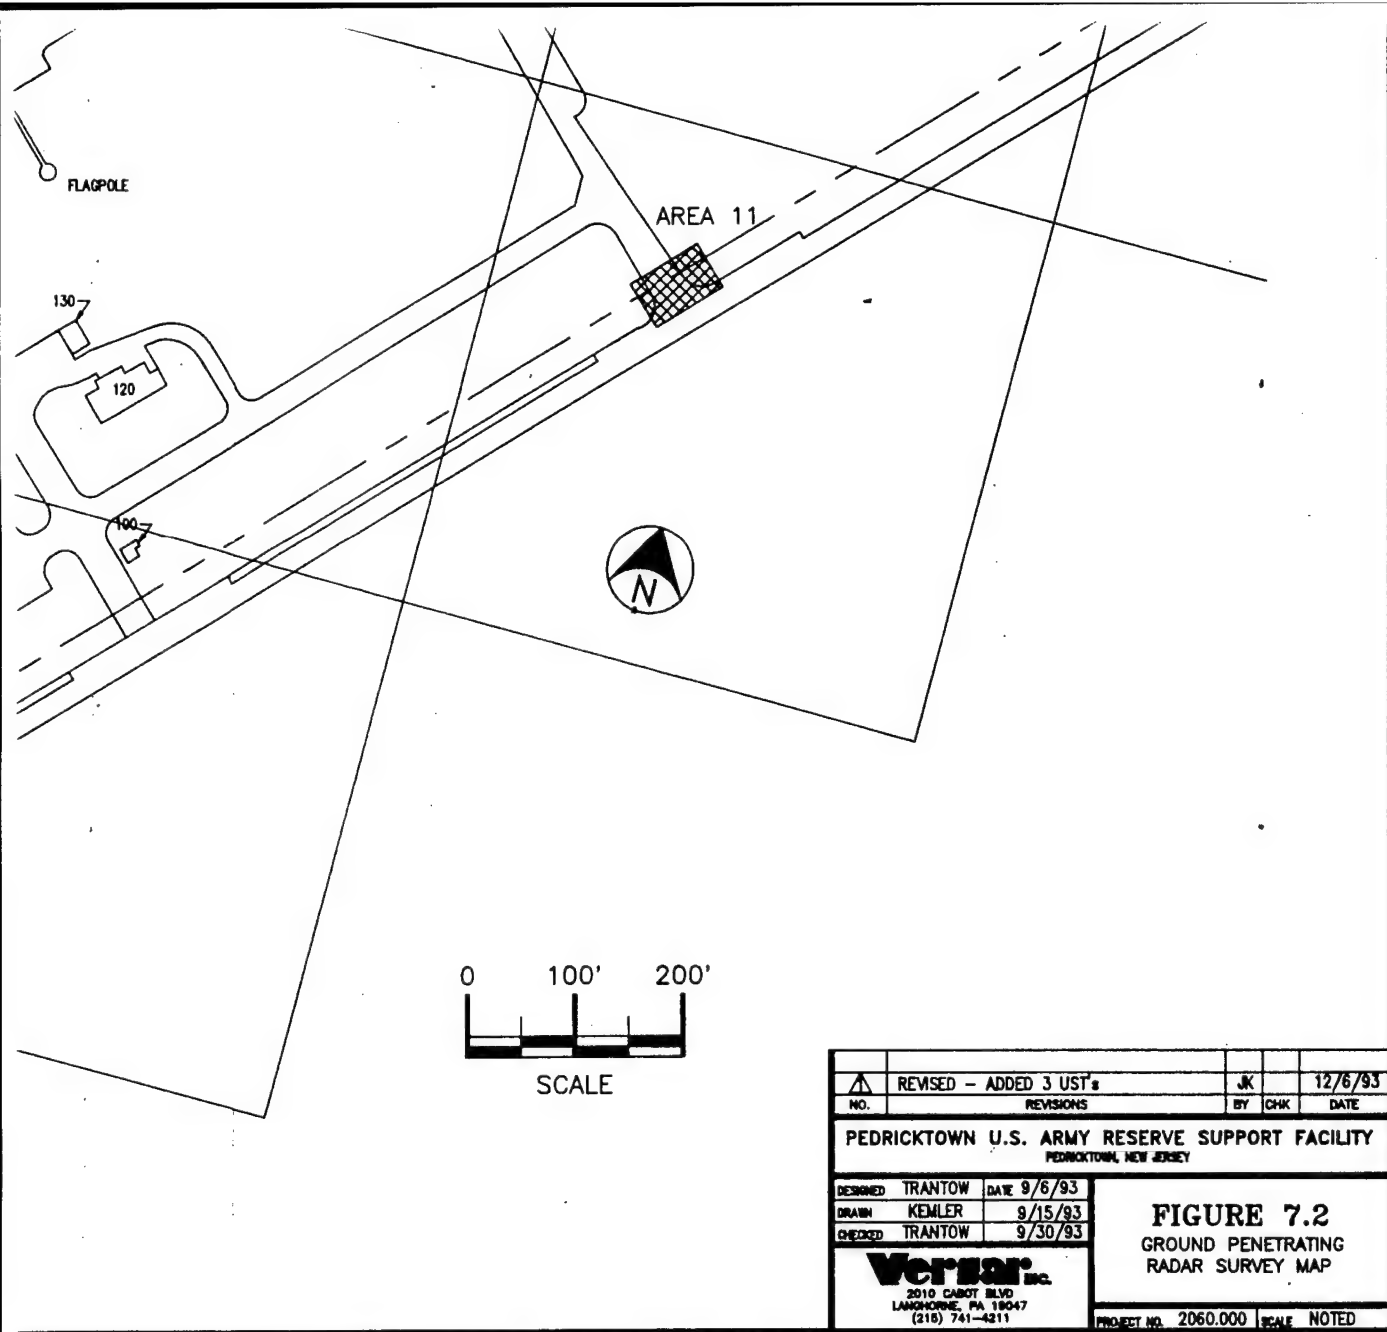 FLAGPOLE
AREA 11
130
120
100
N
0 100' 200'
SCALE
REVISED - ADDED 3 UST's JK 12/6/93
NO. REVISIONS BY CHK DATE
PEDRICKTOWN U.S. ARMY RESERVE SUPPORT FACILITY
PEDRICKTOWN, NEW JERSEY
DESIGNED TRANTOW DATE 9/6/93
DRAWN KEMLER 9/15/93
CHECKED TRANTOW 9/30/93
FIGURE 7.2
GROUND PENETRATING
RADAR SURVEY MAP
Versar INC.
2010 CABOT BLVD
LANGHORNE, PA 19047
(215) 741-4211
PROJECT NO. 2060.000 SCALE NOTED